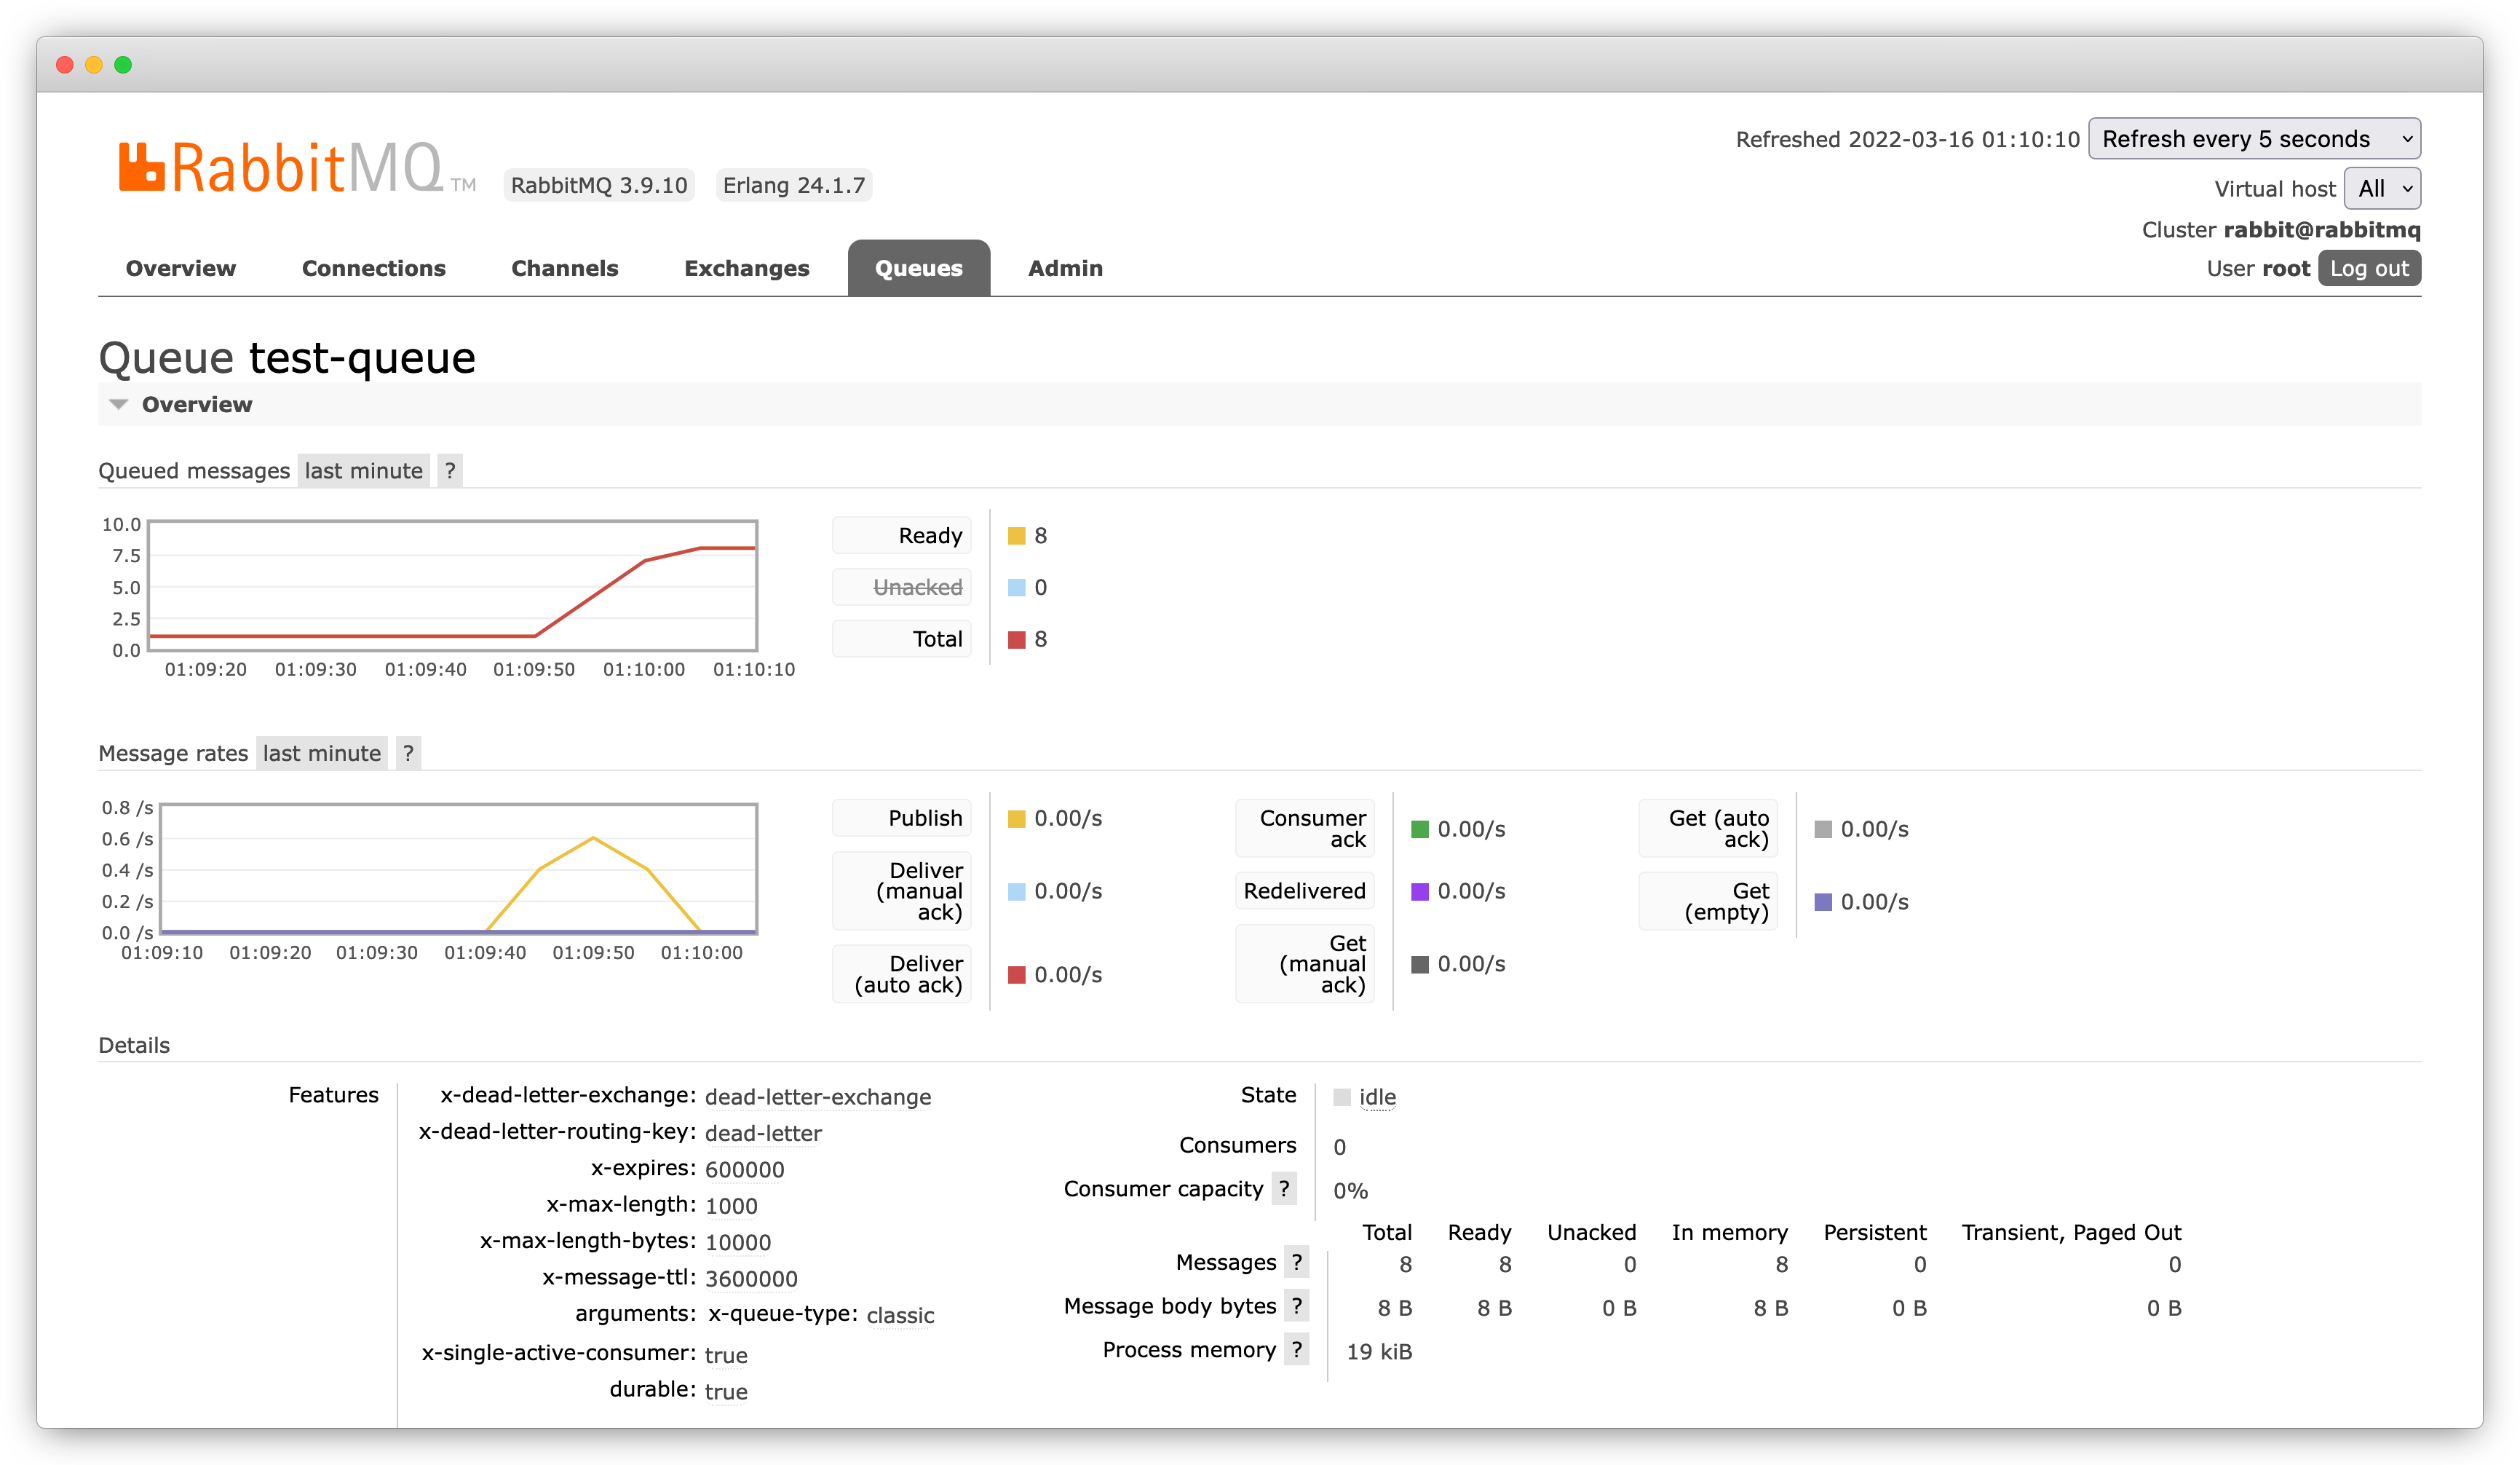 RabbitMQ TM RabbitMQ 3.9.10 Erlang 24.1.7
Refreshed 2022-03-16 01:10:10 Refresh every 5 seconds
Virtual host All
Cluster rabbit@rabbitmq
User root Log out
Overview Connections Channels Exchanges Queues Admin
Queue test-queue
Overview
Queued messages last minute ?
10.0
7.5
5.0
2.5
0.0
01:09:20 01:09:30 01:09:40 01:09:50 01:10:00 01:10:10
Ready 8
Unacked 0
Total 8
Message rates last minute ?
0.8 /s
0.6 /s
0.4 /s
0.2 /s
0.0 /s
01:09:10 01:09:20 01:09:30 01:09:40 01:09:50 01:10:00
Publish 0.00/s
Deliver
(manual
ack)
0.00/s
Deliver
(auto ack)
0.00/s
Consumer
ack
0.00/s
Redelivered 0.00/s
Get
(manual
ack)
0.00/s
Get (auto
ack)
0.00/s
Get
(empty)
0.00/s
Details
Features
x-dead-letter-exchange: dead-letter-exchange
x-dead-letter-routing-key: dead-letter
x-expires: 600000
x-max-length: 1000
x-max-length-bytes: 10000
x-message-ttl: 3600000
arguments: x-queue-type: classic
x-single-active-consumer: true
durable: true
State idle
Consumers 0
Consumer capacity ? 0%
Total Ready Unacked In memory Persistent Transient, Paged Out
Messages ? 8 8 0 8 0 0
Message body bytes ? 8 B 8 B 0 B 8 B 0 B 0 B
Process memory ? 19 kiB